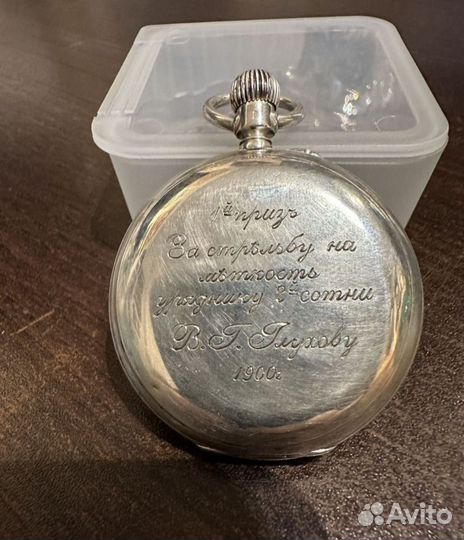 1й призъ
За стрѣльбу на
мѣткость
уряднику 2й сотни
В. Г. Глухову
1900г
Avito